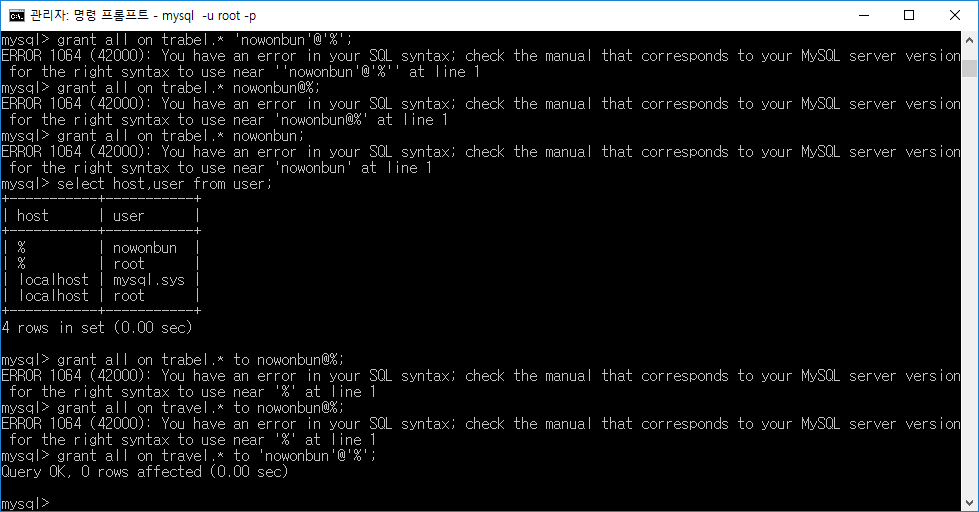 관리자: 명령 프롬프트 - mysql  -u root -p
mysql> grant all on trabel.* 'nowonbun'@'%';
ERROR 1064 (42000): You have an error in your SQL syntax; check the manual that corresponds to your MySQL server version
 for the right syntax to use near ''nowonbun'@'%'' at line 1
mysql> grant all on trabel.* nowonbun@%;
ERROR 1064 (42000): You have an error in your SQL syntax; check the manual that corresponds to your MySQL server version
 for the right syntax to use near 'nowonbun@%' at line 1
mysql> grant all on trabel.* nowonbun;
ERROR 1064 (42000): You have an error in your SQL syntax; check the manual that corresponds to your MySQL server version
 for the right syntax to use near 'nowonbun' at line 1
mysql> select host,user from user;
+-----------+-----------+
| host      | user      |
+-----------+-----------+
| %         | nowonbun  |
| %         | root      |
| localhost | mysql.sys |
| localhost | root      |
+-----------+-----------+
4 rows in set (0.00 sec)
mysql> grant all on trabel.* to nowonbun@%;
ERROR 1064 (42000): You have an error in your SQL syntax; check the manual that corresponds to your MySQL server version
 for the right syntax to use near '%' at line 1
mysql> grant all on travel.* to nowonbun@%;
ERROR 1064 (42000): You have an error in your SQL syntax; check the manual that corresponds to your MySQL server version
 for the right syntax to use near '%' at line 1
mysql> grant all on travel.* to 'nowonbun'@'%';
Query OK, 0 rows affected (0.00 sec)
mysql>